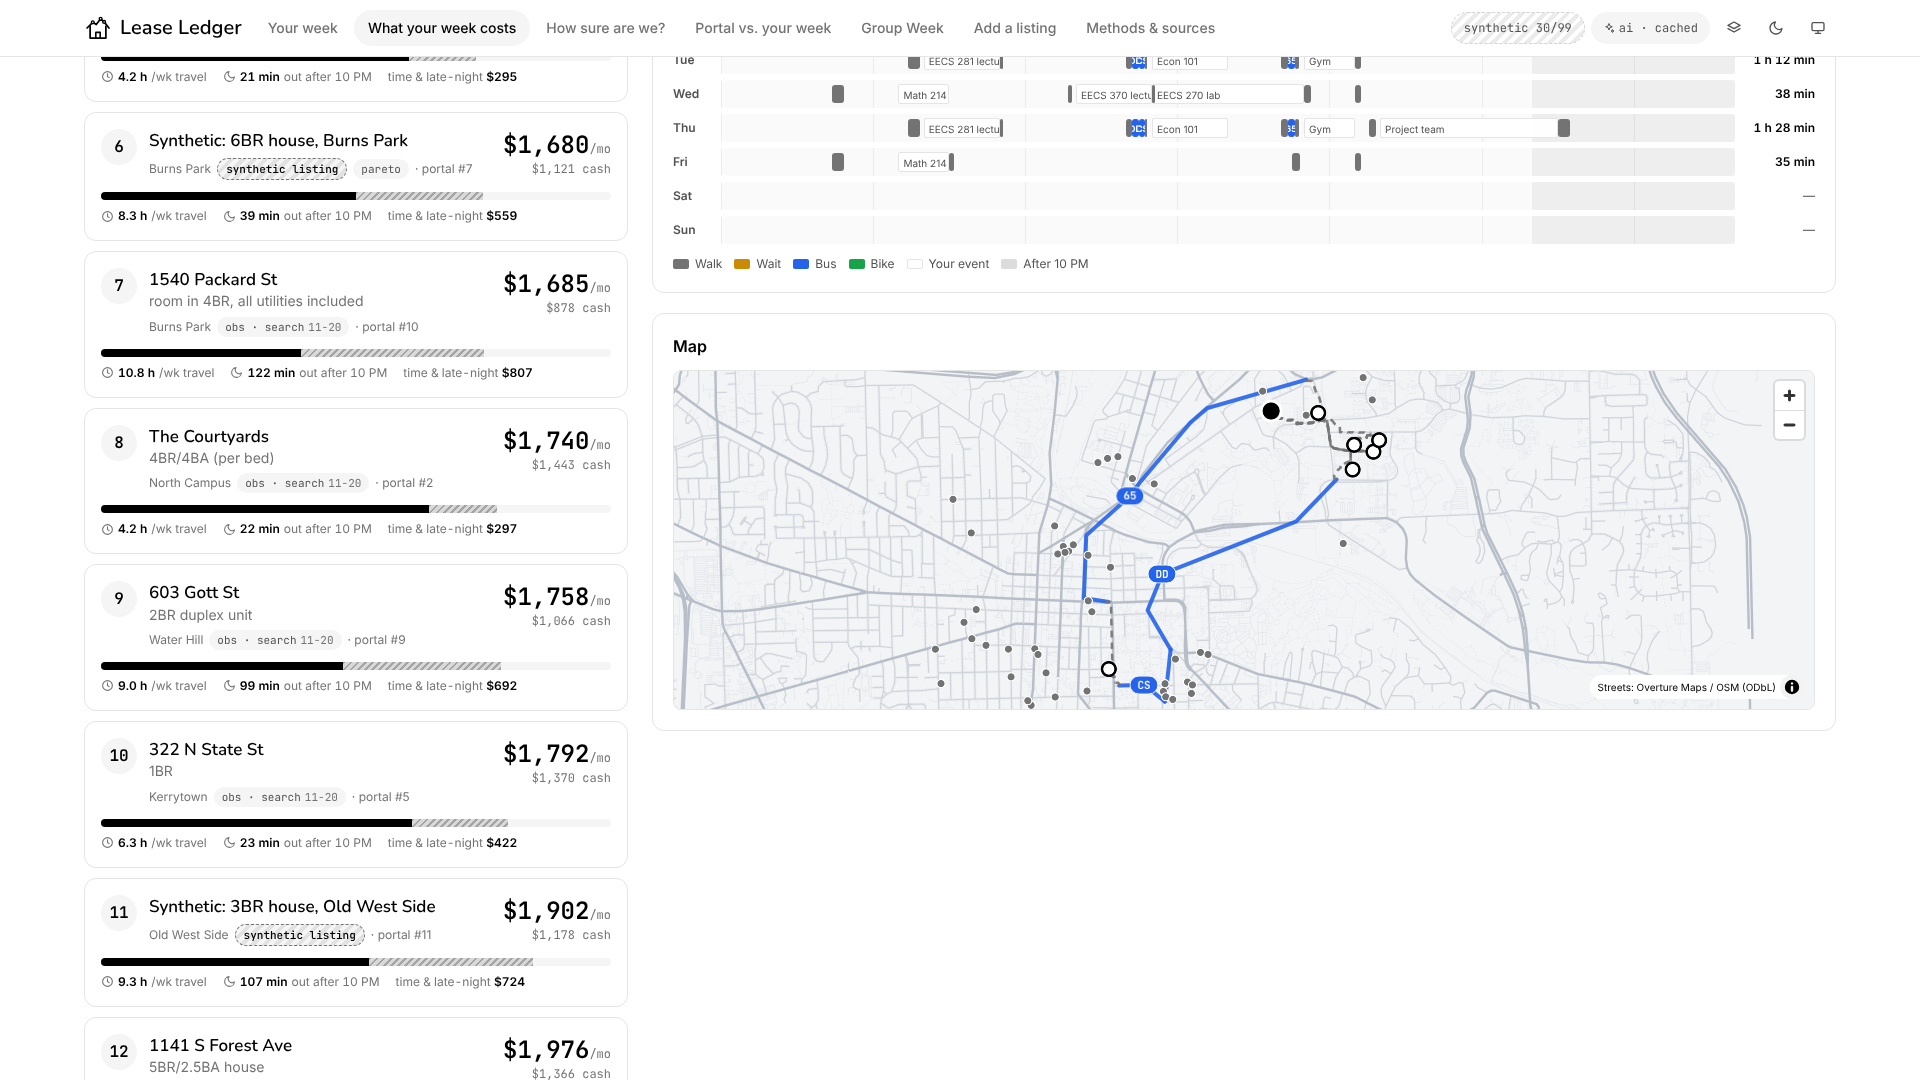 Lease Ledger
Your week
What your week costs
How sure are we?
Portal vs. your week
Group Week
Add a listing
Methods & sources
synthetic 30/99
ai · cached
4.2 h /wk travel 21 min out after 10 PM time & late-night $295
6
Synthetic: 6BR house, Burns Park
$1,680/mo
Burns Park synthetic listing pareto · portal #7
$1,121 cash
8.3 h /wk travel 39 min out after 10 PM time & late-night $559
7
1540 Packard St
$1,685/mo
room in 4BR, all utilities included
$878 cash
Burns Park obs · search 11-20 · portal #10
10.8 h /wk travel 122 min out after 10 PM time & late-night $807
8
The Courtyards
$1,740/mo
4BR/4BA (per bed)
$1,443 cash
North Campus obs · search 11-20 · portal #2
4.2 h /wk travel 22 min out after 10 PM time & late-night $297
9
603 Gott St
$1,758/mo
2BR duplex unit
$1,066 cash
Water Hill obs · search 11-20 · portal #9
9.0 h /wk travel 99 min out after 10 PM time & late-night $692
10
322 N State St
$1,792/mo
1BR
$1,370 cash
Kerrytown obs · search 11-20 · portal #5
6.3 h /wk travel 23 min out after 10 PM time & late-night $422
11
Synthetic: 3BR house, Old West Side
$1,902/mo
Old West Side synthetic listing · portal #11
$1,178 cash
9.3 h /wk travel 107 min out after 10 PM time & late-night $724
12
1141 S Forest Ave
$1,976/mo
5BR/2.5BA house
$1,366 cash
Tue EECS 281 lectu Econ 101 Gym 1 h 12 min
Wed Math 214 EECS 370 lectu EECS 270 lab 38 min
Thu EECS 281 lectu Econ 101 Gym Project team 1 h 28 min
Fri Math 214 35 min
Sat —
Sun —
Walk Wait Bus Bike Your event After 10 PM
Map
+
−
65
DD
CS
Streets: Overture Maps / OSM (ODbL)